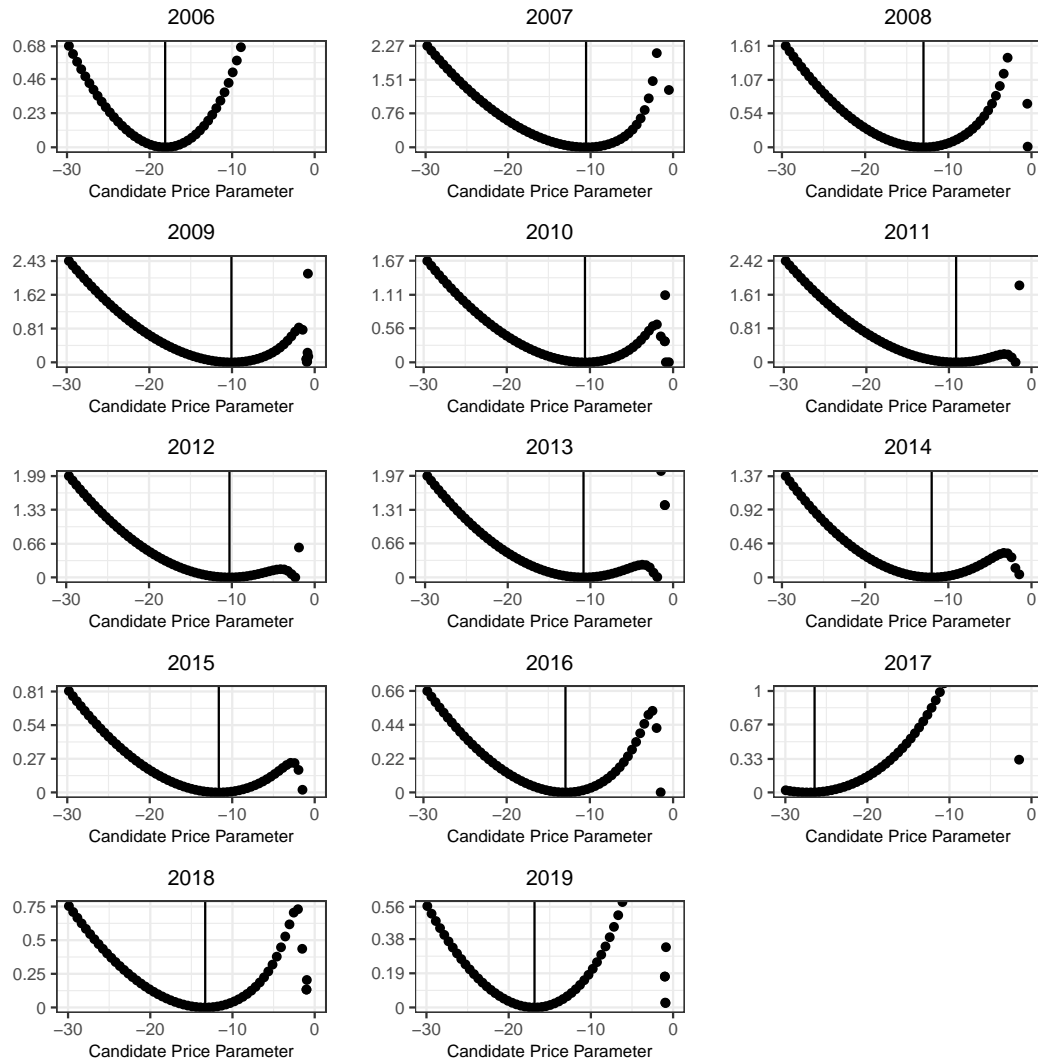 2006 2007 2008
0.68 2.27 1.61
0.46 1.51 1.07
0.23 0.76 0.54
0 0 0
−30 −20 −10 0 −30 −20 −10 0 −30 −20 −10 0
Candidate Price Parameter Candidate Price Parameter Candidate Price Parameter
2009 2010 2011
2.43 1.67 2.42
1.62 1.11 1.61
0.81 0.56 0.81
0 0 0
−30 −20 −10 0 −30 −20 −10 0 −30 −20 −10 0
Candidate Price Parameter Candidate Price Parameter Candidate Price Parameter
2012 2013 2014
1.99 1.97 1.37
1.33 1.31 0.92
0.66 0.66 0.46
0 0 0
−30 −20 −10 0 −30 −20 −10 0 −30 −20 −10 0
Candidate Price Parameter Candidate Price Parameter Candidate Price Parameter
2015 2016 2017
0.81 0.66 1
0.54 0.44 0.67
0.27 0.22 0.33
0 0 0
−30 −20 −10 0 −30 −20 −10 0 −30 −20 −10 0
Candidate Price Parameter Candidate Price Parameter Candidate Price Parameter
2018 2019
0.75 0.56
0.5 0.38
0.25 0.19
0 0
−30 −20 −10 0 −30 −20 −10 0
Candidate Price Parameter Candidate Price Parameter